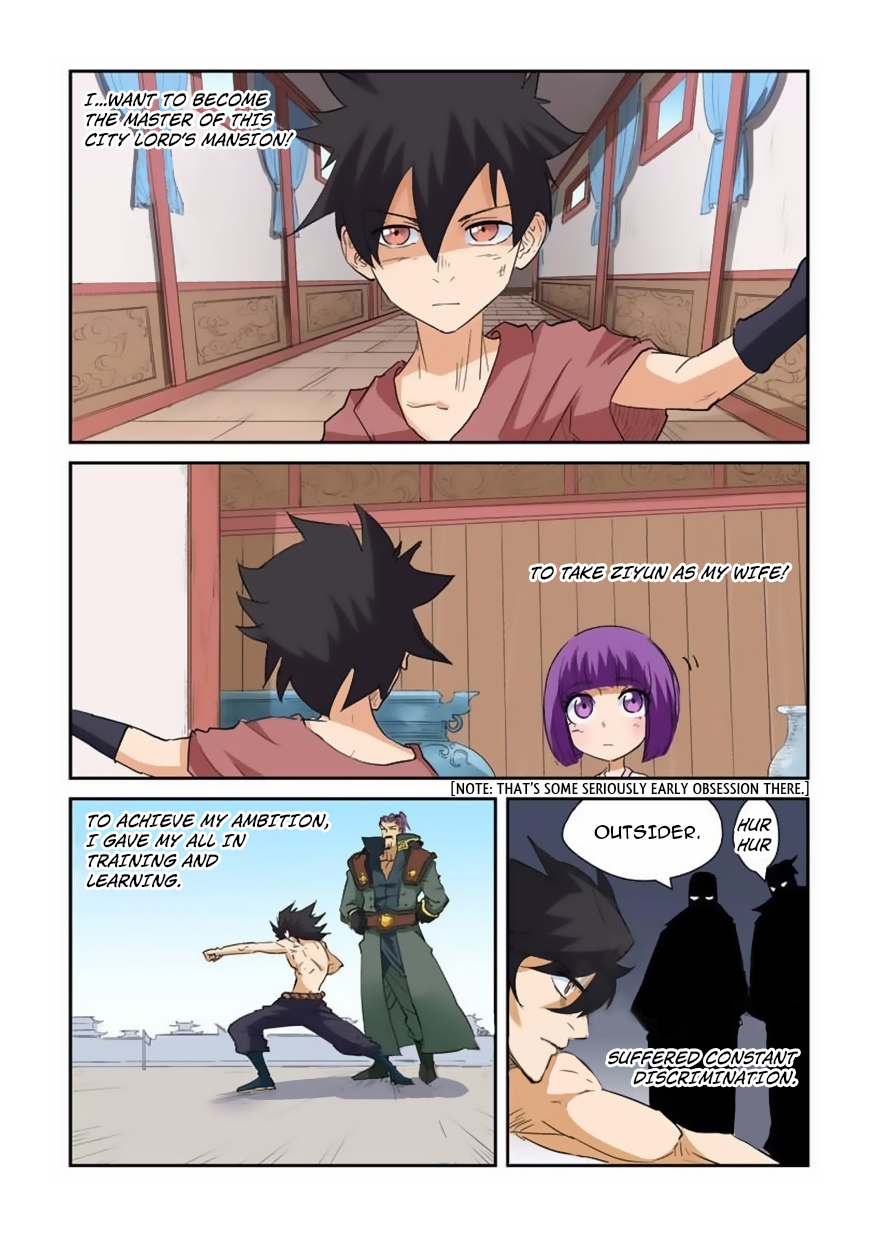 I...WANT TO BECOME
THE MASTER OF THIS
CITY LORD'S MANSION!
TO TAKE ZIYUN AS MY WIFE!
[NOTE: THAT'S SOME SERIOUSLY EARLY OBSESSION THERE.]
TO ACHIEVE MY AMBITION,
I GAVE MY ALL IN
TRAINING AND
LEARNING.
OUTSIDER.
HUR
HUR
SUFFERED CONSTANT
DISCRIMINATION.